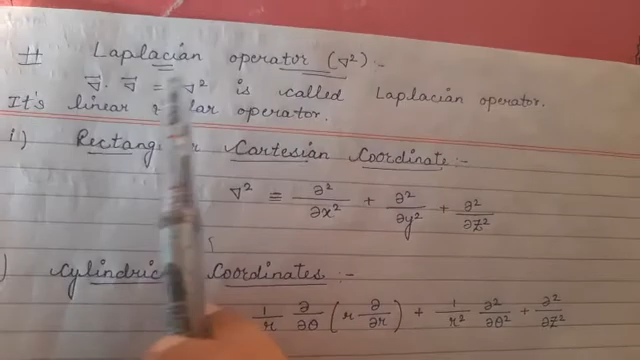 # Laplacian operator (∇²) :-
∇⃗ . ∇⃗ = ∇² is called Laplacian operator.
It's linear operator.
i) Cartesian Coordinate :-
∇² ≡ ∂²/∂x² + ∂²/∂y² + ∂²/∂z²
) Coordinates :-
1/r ∂/∂θ (r ∂/∂r) + 1/r² ∂²/∂θ² + ∂²/∂z²